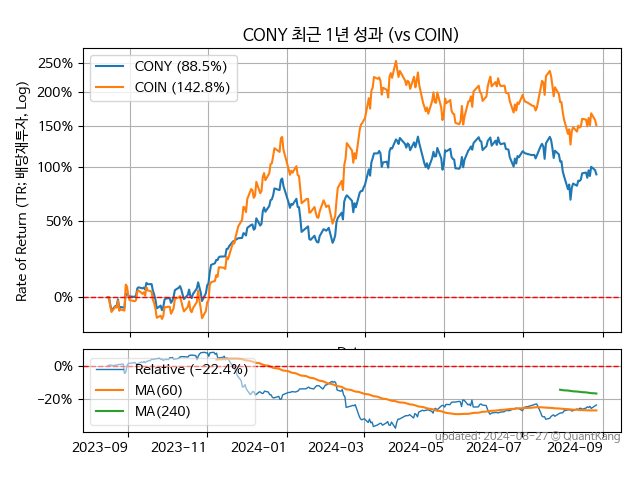 CONY 최근 1년 성과 (vs COIN)
CONY (88.5%)
COIN (142.8%)
250%
200%
150%
100%
50%
0%
Rate of Return (TR: 배당재투자, Log)
0%
−20%
Relative (−22.4%)
MA(60)
MA(240)
updated: 2024-08-27 © QuantKang
2023-09
2023-11
2024-01
2024-03
2024-05
2024-07
2024-09